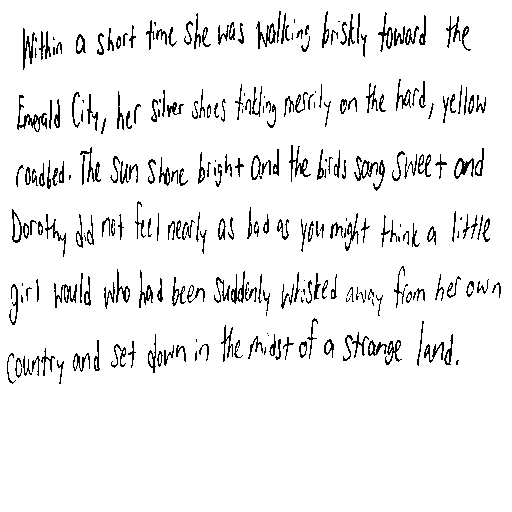 Within a short time she was walking briskly toward the
Emerald City, her silver shoes tinkling merrily on the hard, yellow
roadbed. The sun shone bright and the birds sang sweet and
Dorothy did not feel nearly as bad as you might think a little
girl would who had been suddenly whisked away from her own
country and set down in the midst of a strange land.